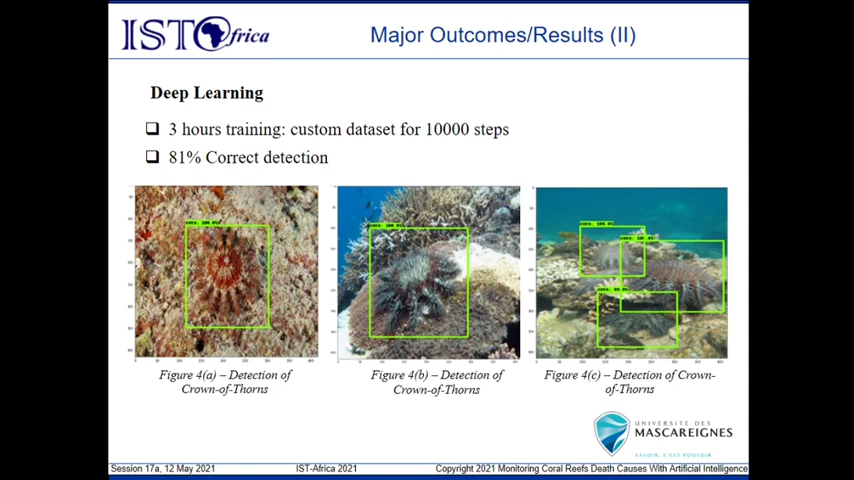 IST Africa
Major Outcomes/Results (II)
Deep Learning
3 hours training: custom dataset for 10000 steps
81% Correct detection
Figure 4(a) – Detection of
Crown-of-Thorns
Figure 4(b) – Detection of
Crown-of-Thorns
Figure 4(c) – Detection of Crown-
of-Thorns
UNIVERSITÉ DES
MASCAREIGNES
SAVOIR, C'EST POUVOIR
Session 17a, 12 May 2021
IST-Africa 2021
Copyright 2021 Monitoring Coral Reefs Death Causes With Artificial Intelligence